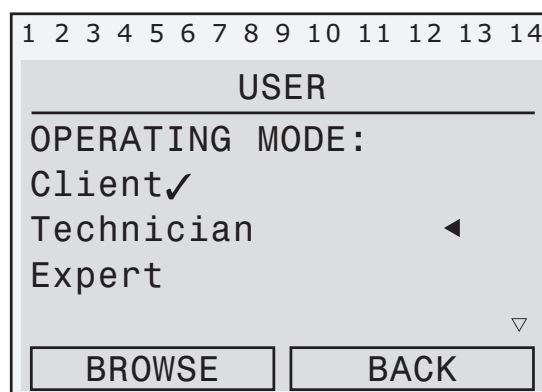 1 2 3 4 5 6 7 8 9 10 11 12 13 14
USER
OPERATING MODE:
Client✓
Technician ◄
Expert
▽
BROWSE BACK